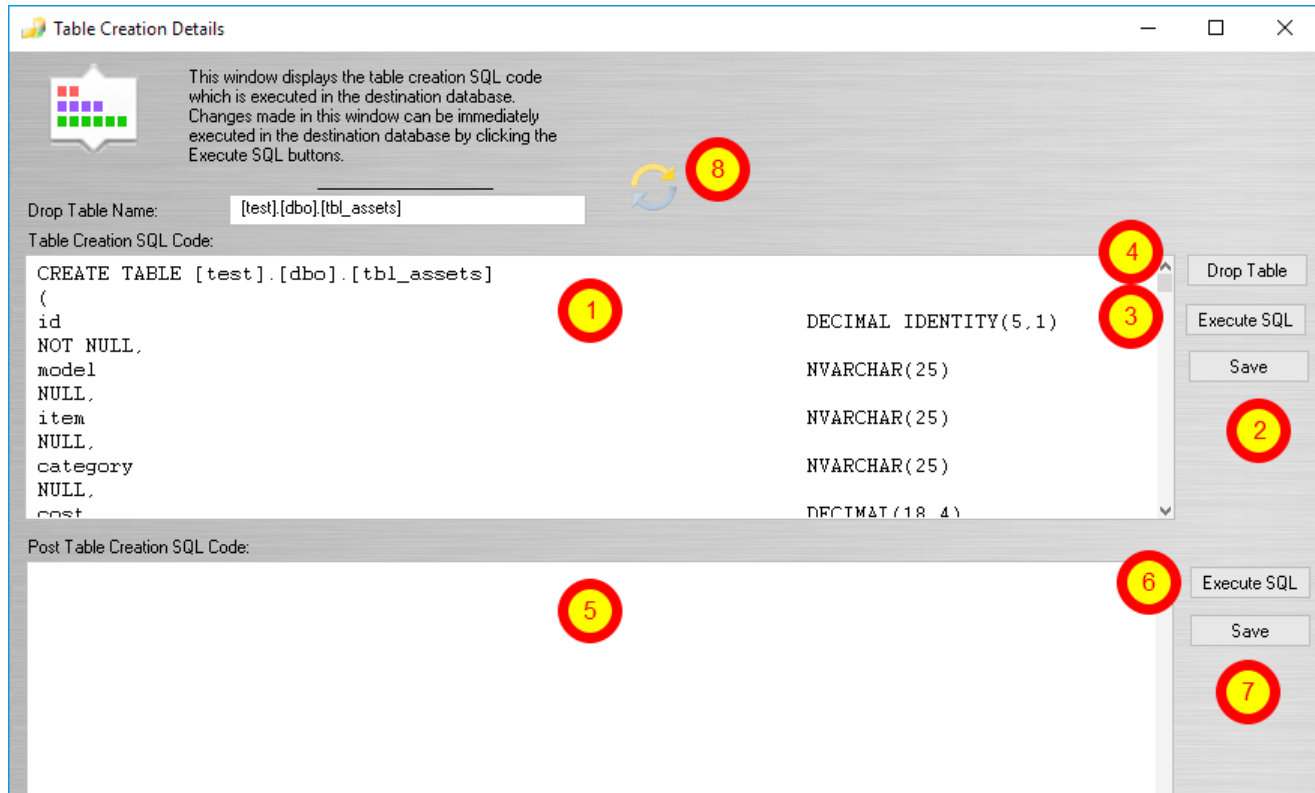 Table Creation Details
This window displays the table creation SQL code
which is executed in the destination database.
Changes made in this window can be immediately
executed in the destination database by clicking the
Execute SQL buttons.
8
Drop Table Name: [test].[dbo].[tbl_assets]
Table Creation SQL Code:
4 Drop Table
CREATE TABLE [test].[dbo].[tbl_assets]
(
1
id DECIMAL IDENTITY(5,1) 3 Execute SQL
NOT NULL,
model NVARCHAR(25) Save
NULL,
item NVARCHAR(25)
2
NULL,
category NVARCHAR(25)
NULL,
cost DECIMAL(18,4)
Post Table Creation SQL Code:
6 Execute SQL
5
Save
7